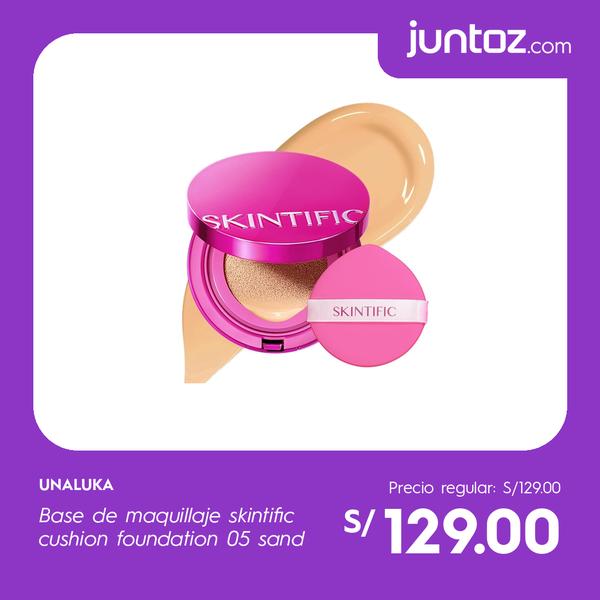 juntoz.com
SKINTIFIC
SKINTIFIC
UNALUKA
Base de maquillaje skintific
cushion foundation 05 sand
Precio regular: S/129.00
S/ 129.00